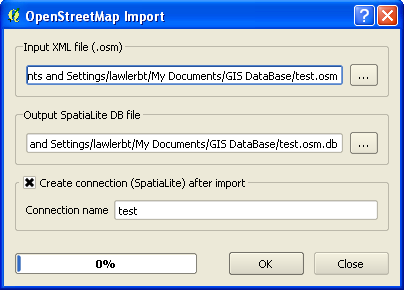 OpenStreetMap Import
Input XML file (.osm)
nts and Settings/lawlerbt/My Documents/GIS DataBase/test.osm
...
Output SpatiaLite DB file
and Settings/lawlerbt/My Documents/GIS DataBase/test.osm.db
...
Create connection (SpatiaLite) after import
Connection name test
0% OK Close